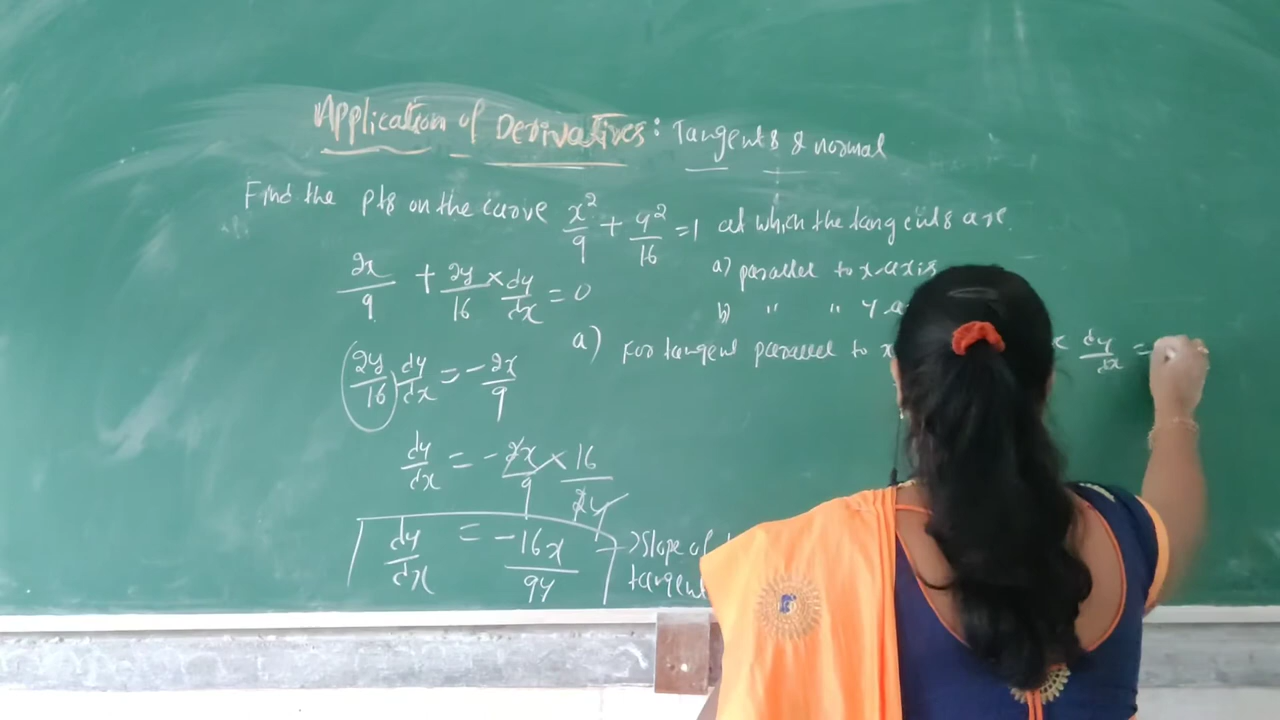 Application of Derivatives: Tangents & normal
Find the pts on the curve x²/9 + y²/16 = 1 at which the tangents are
a) parallel to x-axis
b) " " y a
2x/9 + 2y/16 × dy/dx = 0
2y/16 dy/dx = -2x/9
dy/dx = -2x/9 × 16/2y
dy/dx = -16x/9y → Slope of
tangent
a) For tangent parallel to x dy/dx =